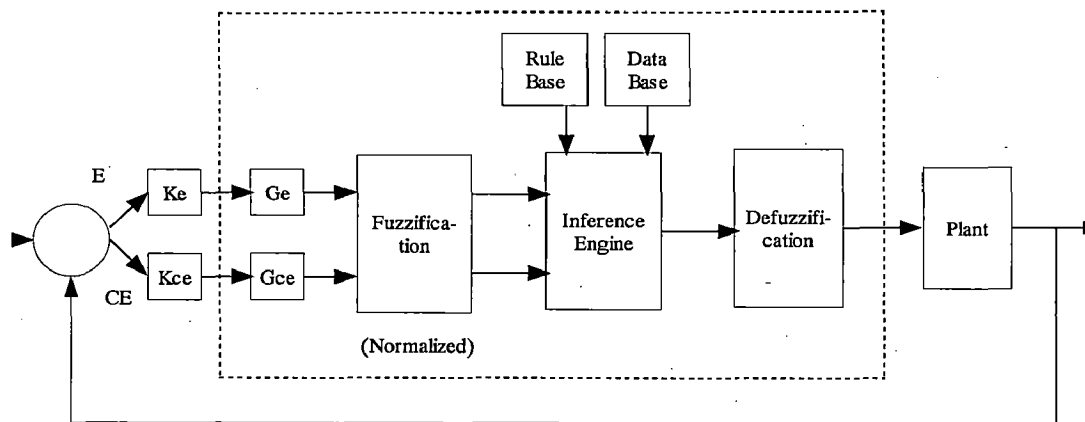 Rule
Base
Data
Base
E
Ke
Ge
Fuzzifica-
tion
Inference
Engine
Defuzzifi-
cation
Plant
Kce
Gce
CE
(Normalized)